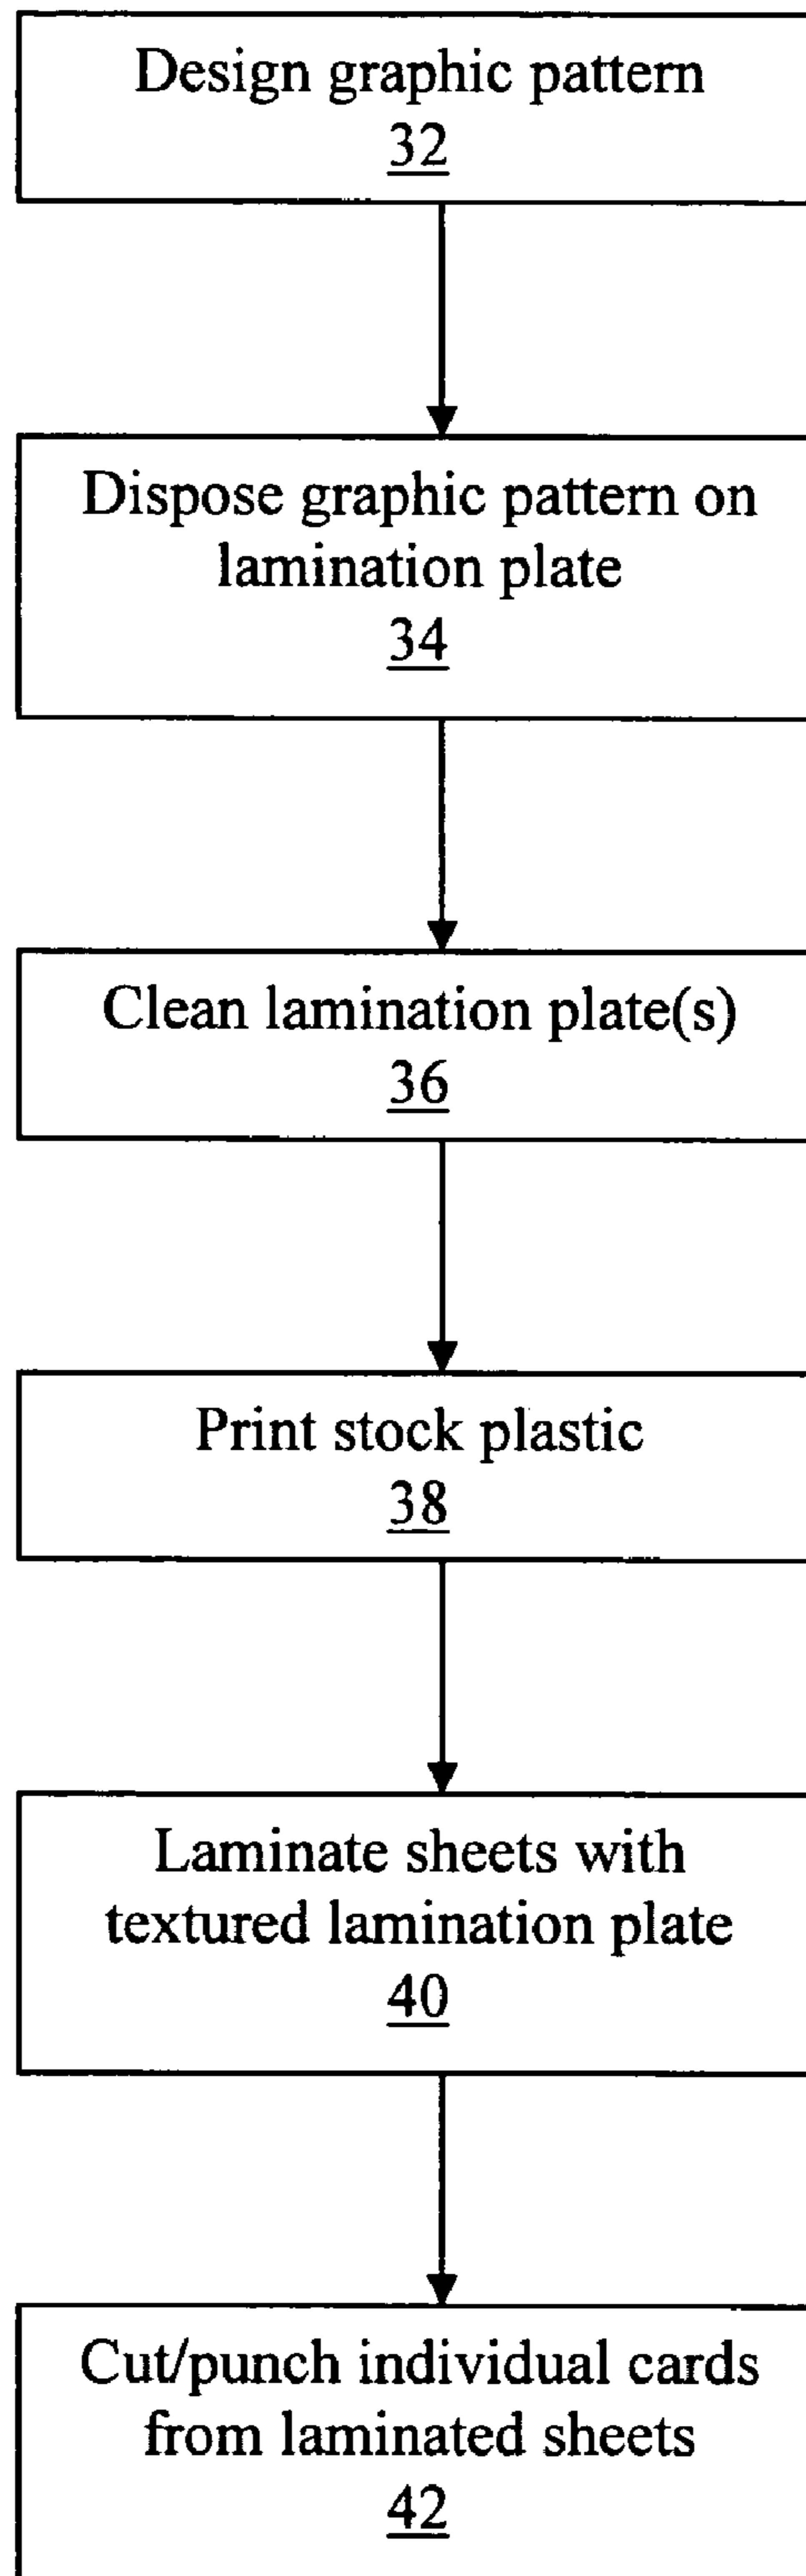 Design graphic pattern
32
Dispose graphic pattern on
lamination plate
34
Clean lamination plate(s)
36
Print stock plastic
38
Laminate sheets with
textured lamination plate
40
Cut/punch individual cards
from laminated sheets
42